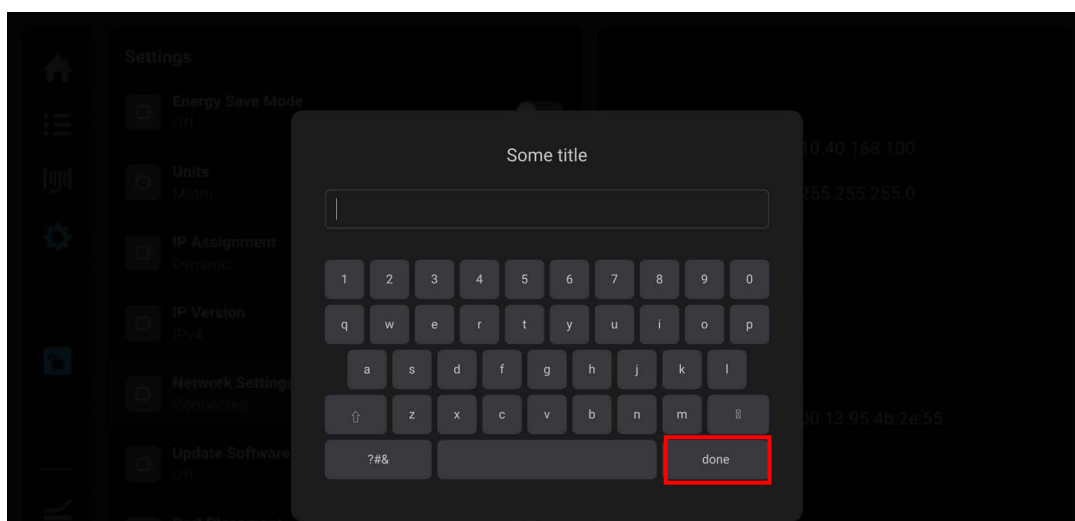 Settings
Energy Save Mode
Off
Some title
10.40.168.100
Units
Metric
255.255.255.0
IP Assignment
Dynamic
1 2 3 4 5 6 7 8 9 0
IP Version
IPv4
q w e r t y u i o p
a s d f g h j k l
Network Settings
Connected
z x c v b n m
00:13:95:4b:2e:55
Update Software
Off
?#& done